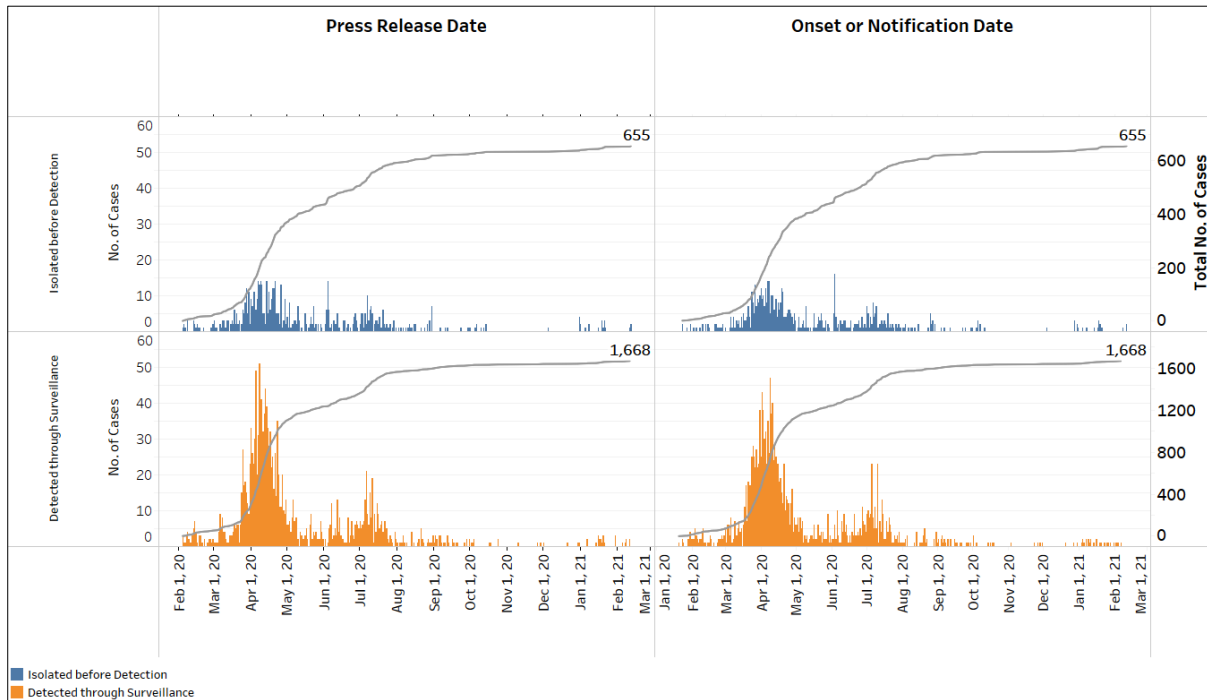 Press Release Date
Onset or Notification Date
Isolated before Detection
No. of Cases
60
50
40
30
20
10
0
655
655
600
400
200
0
Total No. of Cases
Detected through Surveillance
No. of Cases
60
50
40
30
20
10
0
1,668
1,668
1600
1200
800
400
0
Feb 1, 20
Mar 1, 20
Apr 1, 20
May 1, 20
Jun 1, 20
Jul 1, 20
Aug 1, 20
Sep 1, 20
Oct 1, 20
Nov 1, 20
Dec 1, 20
Jan 1, 21
Feb 1, 21
Mar 1, 21
Jan 1, 20
Feb 1, 20
Mar 1, 20
Apr 1, 20
May 1, 20
Jun 1, 20
Jul 1, 20
Aug 1, 20
Sep 1, 20
Oct 1, 20
Nov 1, 20
Dec 1, 20
Jan 1, 21
Feb 1, 21
Mar 1, 21
Isolated before Detection
Detected through Surveillance